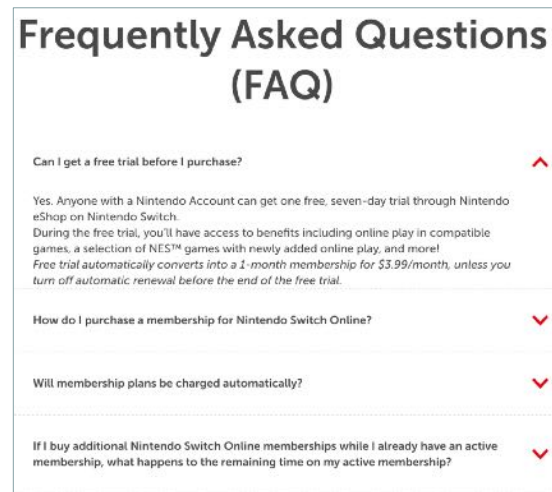 Frequently Asked Questions
(FAQ)
Can I get a free trial before I purchase?
Yes. Anyone with a Nintendo Account can get one free, seven-day trial through Nintendo
eShop on Nintendo Switch.
During the free trial, you'll have access to benefits including online play in compatible
games, a selection of NES™ games with newly added online play, and more!
Free trial automatically converts into a 1-month membership for $3.99/month, unless you
turn off automatic renewal before the end of the free trial.
How do I purchase a membership for Nintendo Switch Online?
Will membership plans be charged automatically?
If I buy additional Nintendo Switch Online memberships while I already have an active
membership, what happens to the remaining time on my active membership?